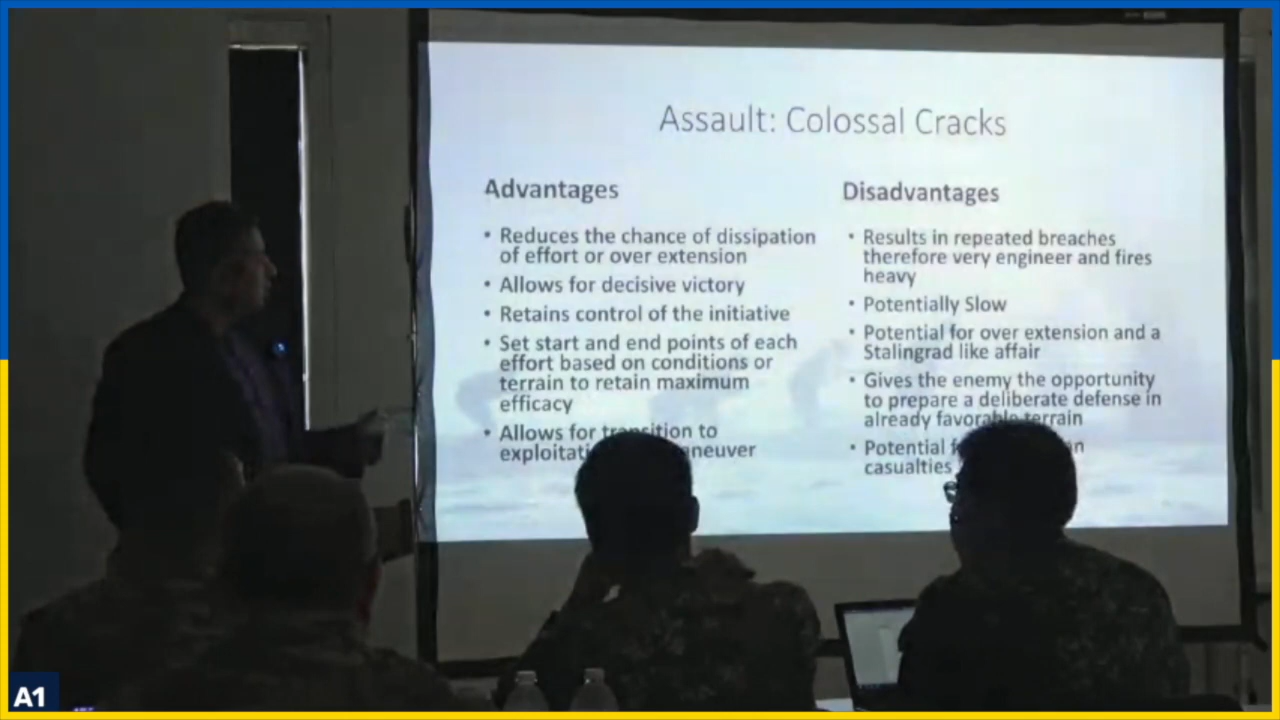 Assault: Colossal Cracks
Advantages
• Reduces the chance of dissipation
of effort or over extension
• Allows for decisive victory
• Retains control of the initiative
• Set start and end points of each
effort based on conditions or
terrain to retain maximum
efficacy
• Allows for transition to
Disadvantages
• Results in repeated breaches
therefore very engineer and fires
heavy
• Potentially Slow
• Potential for over extension and a
Stalingrad like affair
• Gives the enemy the opportunity
to prepare a deliberate defense in
already favorable terrain
• Potential
casualties
A1